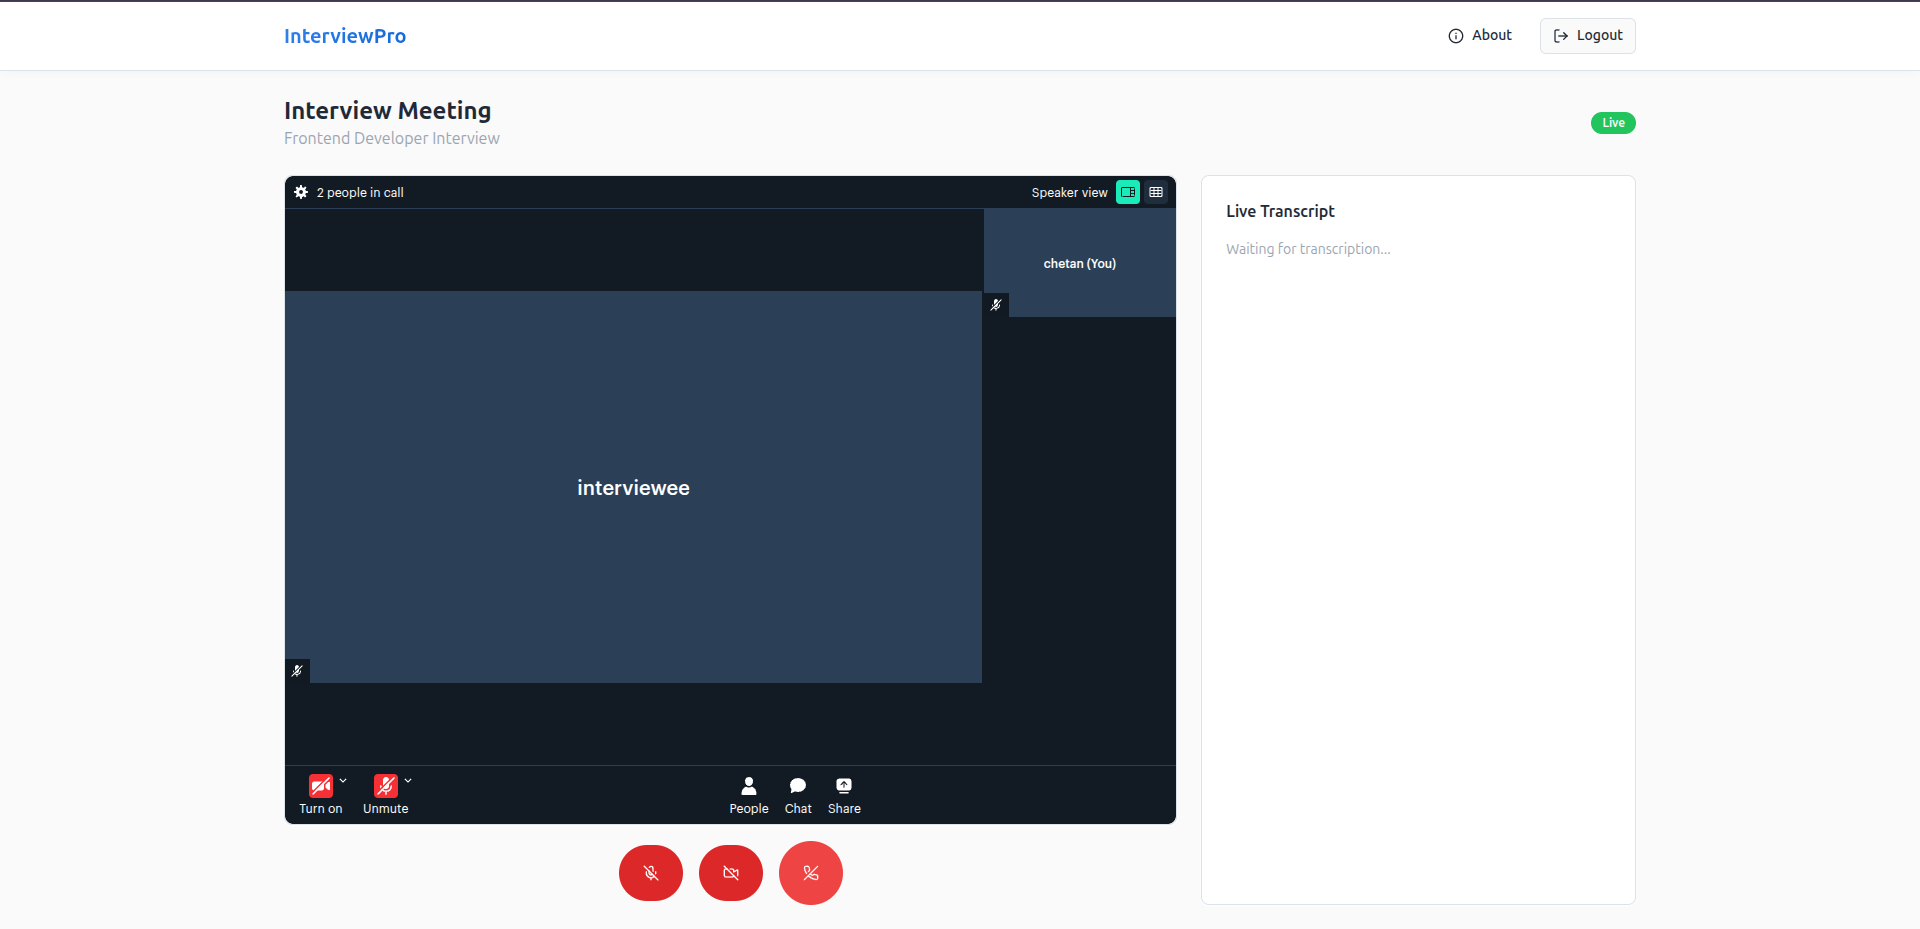 InterviewPro
About
Logout
Interview Meeting
Frontend Developer Interview
Live
2 people in call
Speaker view
chetan (You)
interviewee
Turn on
Unmute
People
Chat
Share
Live Transcript
Waiting for transcription...